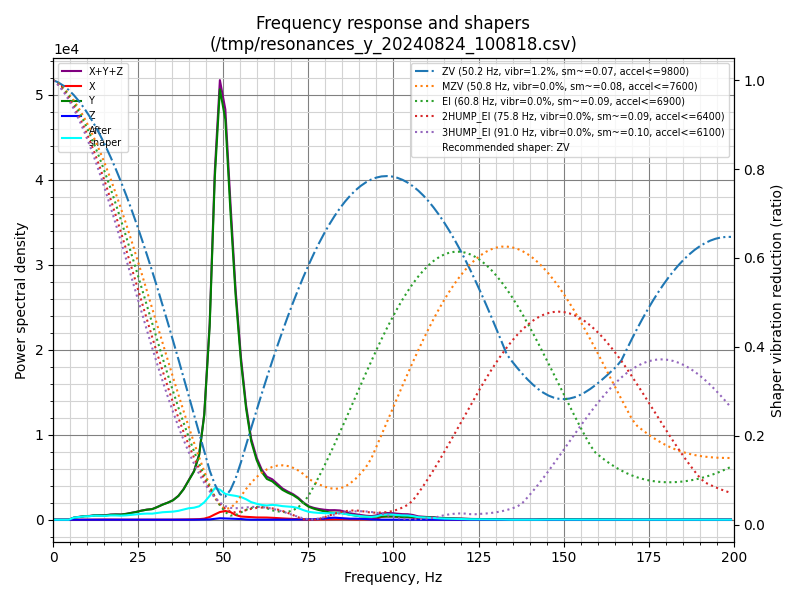 Frequency response and shapers
(/tmp/resonances_y_20240824_100818.csv)
1e4
X+Y+Z
X
Y
Z
After
shaper
ZV (50.2 Hz, vibr=1.2%, sm~=0.07, accel<=9800)
MZV (50.8 Hz, vibr=0.0%, sm~=0.08, accel<=7600)
EI (60.8 Hz, vibr=0.0%, sm~=0.09, accel<=6900)
2HUMP_EI (75.8 Hz, vibr=0.0%, sm~=0.09, accel<=6400)
3HUMP_EI (91.0 Hz, vibr=0.0%, sm~=0.10, accel<=6100)
Recommended shaper: ZV
5
4
3
2
1
0
Power spectral density
1.0
0.8
0.6
0.4
0.2
0.0
Shaper vibration reduction (ratio)
0 25 50 75 100 125 150 175 200
Frequency, Hz